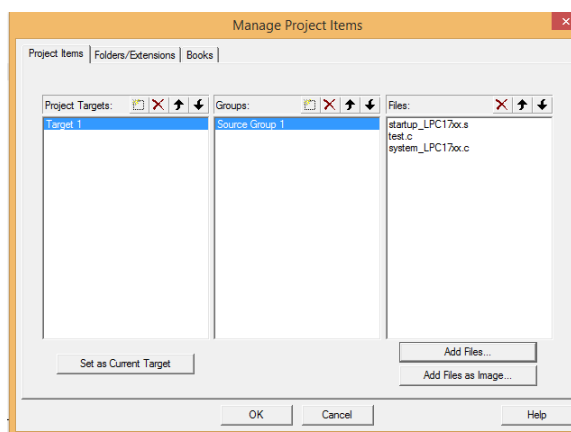 Manage Project Items
Project Items Folders/Extensions Books
Project Targets: Groups: Files:
Target 1 Source Group 1 startup_LPC17xx.s
test.c
system_LPC17xx.c
Set as Current Target Add Files...
Add Files as Image...
OK Cancel Help